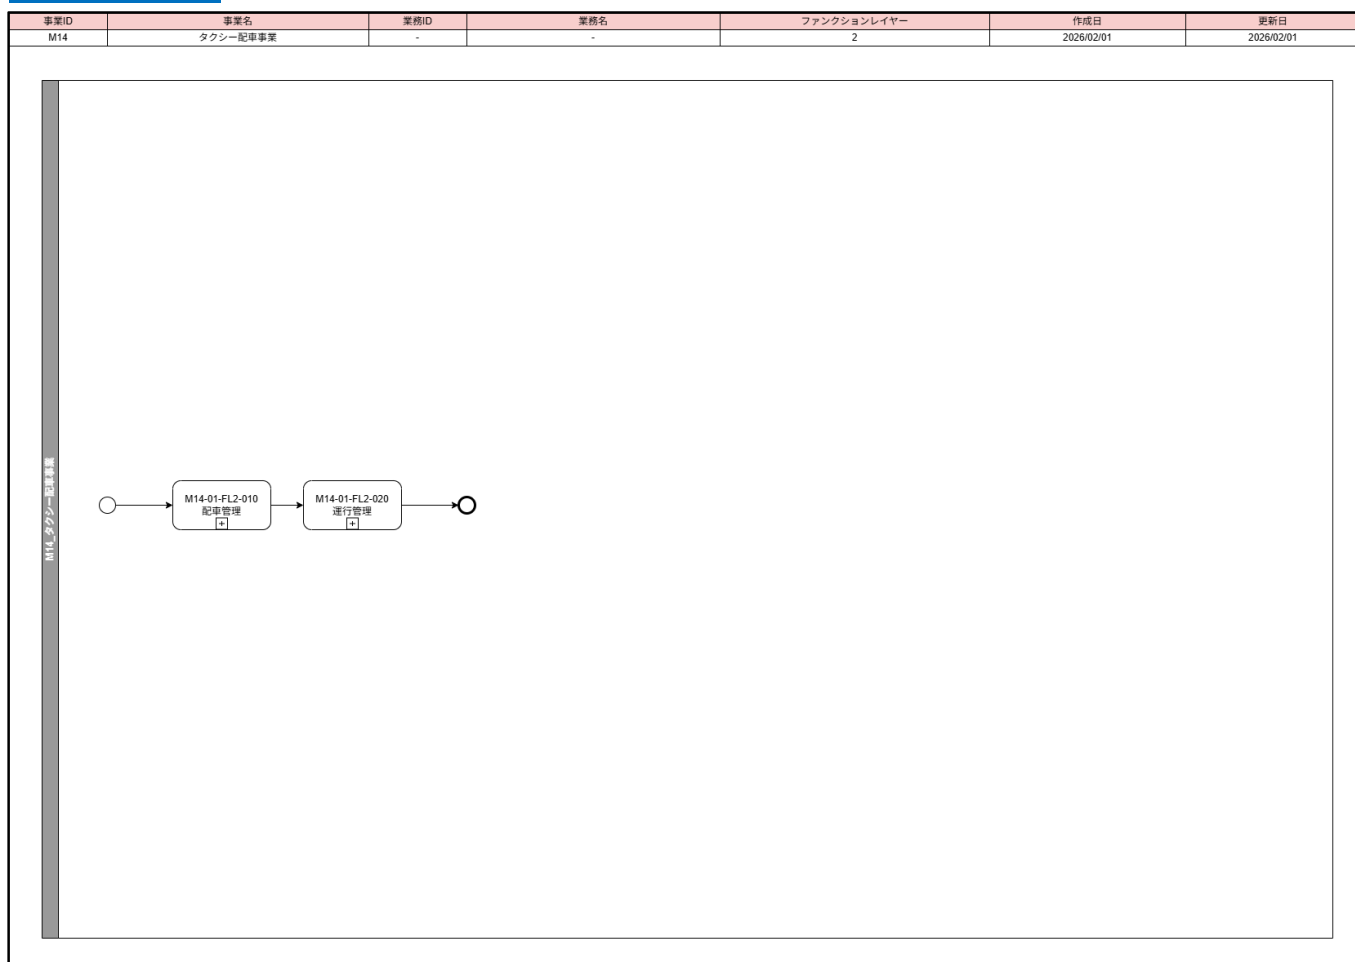 事業ID 事業名 業務ID 業務名 ファンクションレイヤー 作成日 更新日
M14 タクシー配車事業 - - 2 2026/02/01 2026/02/01
M14_タクシー配車事業
M14-01-FL2-010
配車管理
M14-01-FL2-020
運行管理